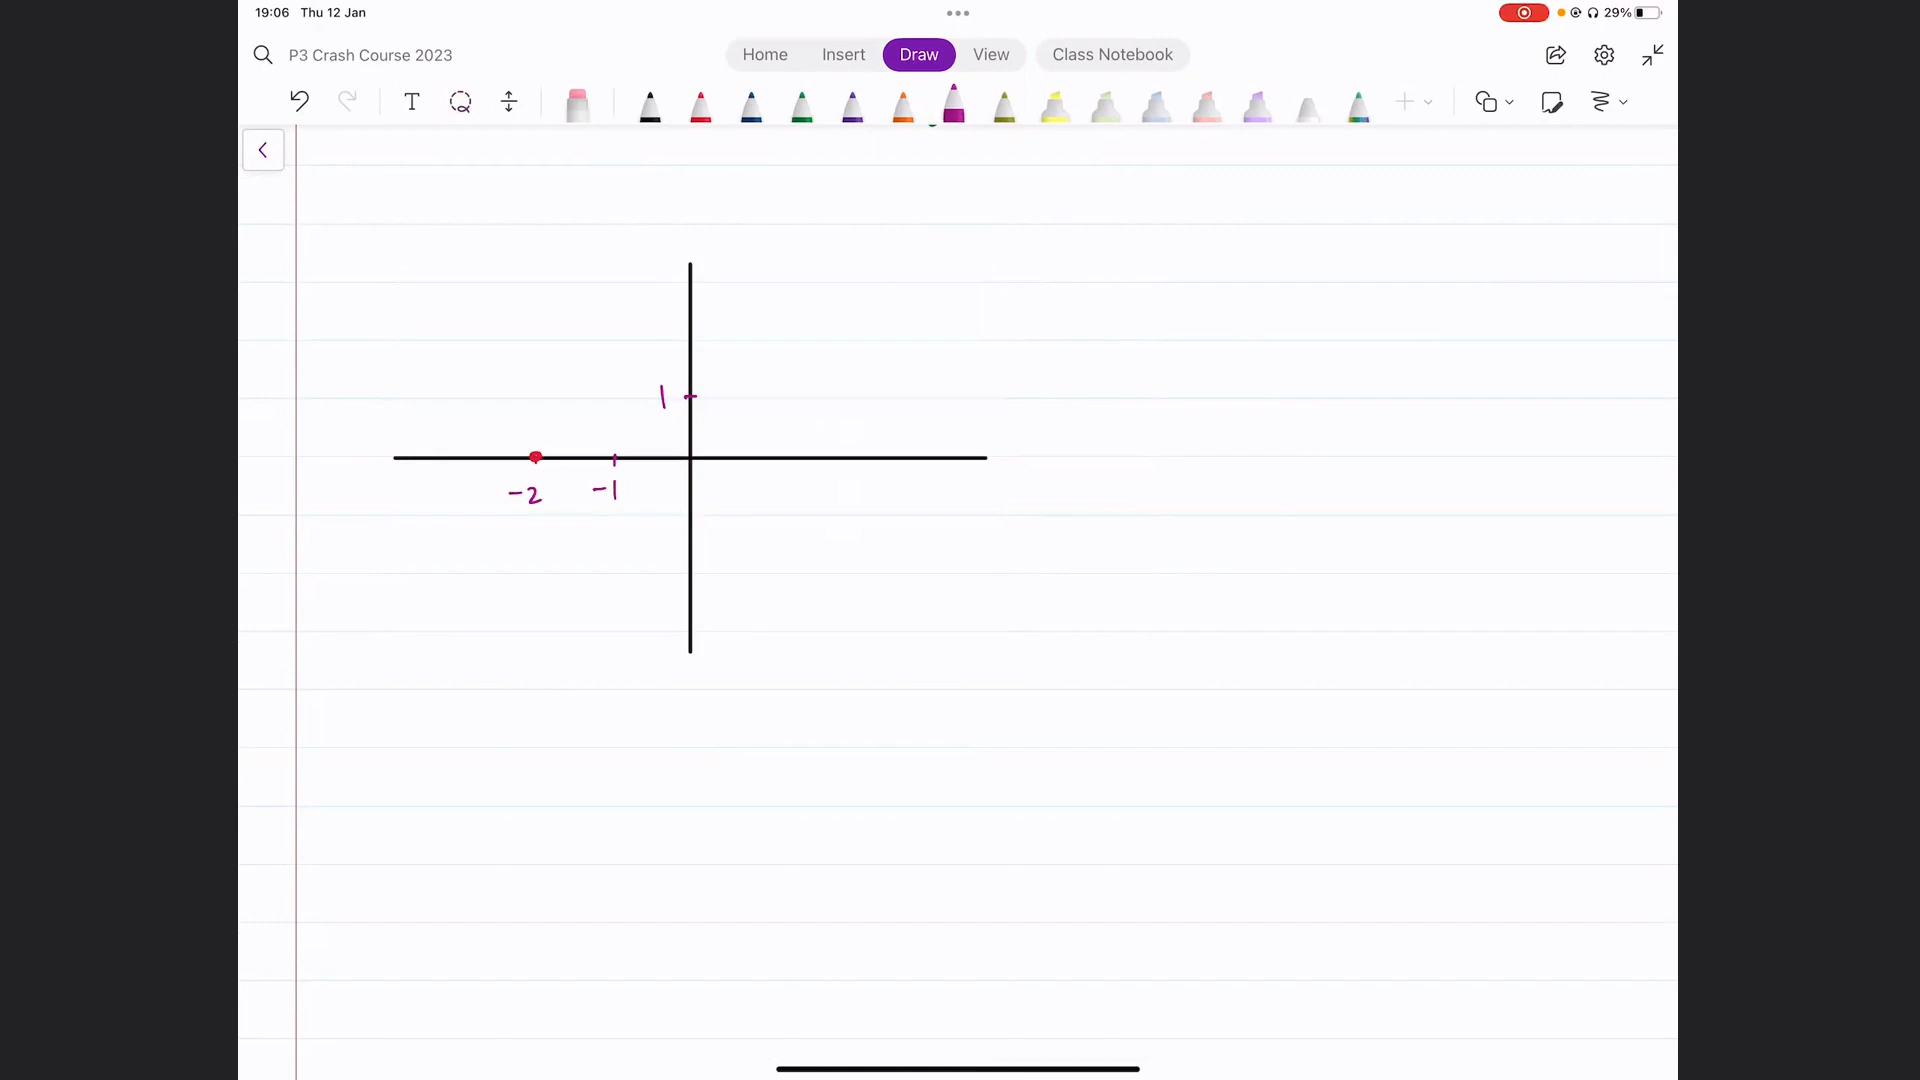 19:06 Thu 12 Jan
29%
P3 Crash Course 2023
Home Insert Draw View Class Notebook
T
1
-2 -1